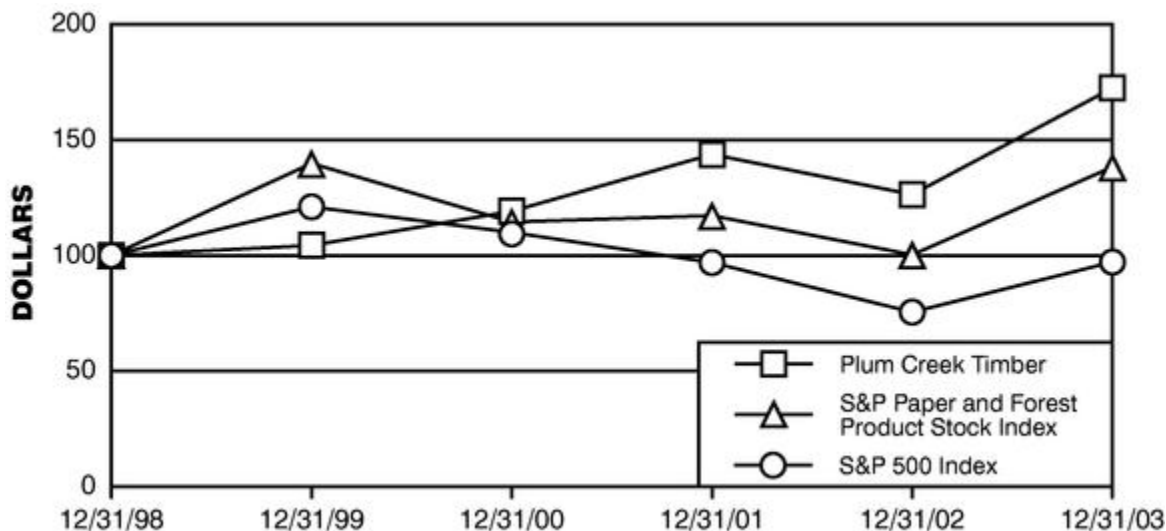 200
150
100
50
0
DOLLARS
12/31/98 12/31/99 12/31/00 12/31/01 12/31/02 12/31/03
Plum Creek Timber
S&P Paper and Forest
Product Stock Index
S&P 500 Index